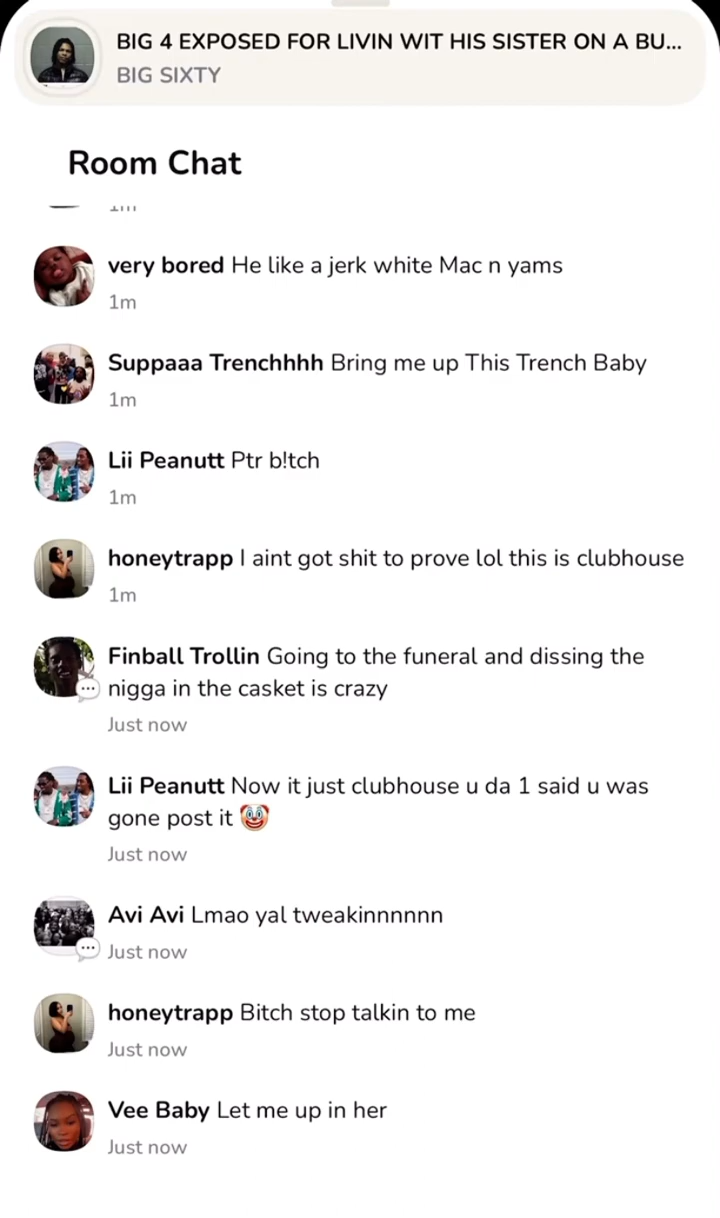 BIG 4 EXPOSED FOR LIVIN WIT HIS SISTER ON A BU...
BIG SIXTY
Room Chat
very bored He like a jerk white Mac n yams
1m
Suppaaa Trenchhhh Bring me up This Trench Baby
1m
Lii Peanutt Ptr b!tch
1m
honeytrapp I aint got shit to prove lol this is clubhouse
1m
Finball Trollin Going to the funeral and dissing the
nigga in the casket is crazy
Just now
Lii Peanutt Now it just clubhouse u da 1 said u was
gone post it 🤡
Just now
Avi Avi Lmao yal tweakinnnnnn
Just now
honeytrapp Bitch stop talkin to me
Just now
Vee Baby Let me up in her
Just now